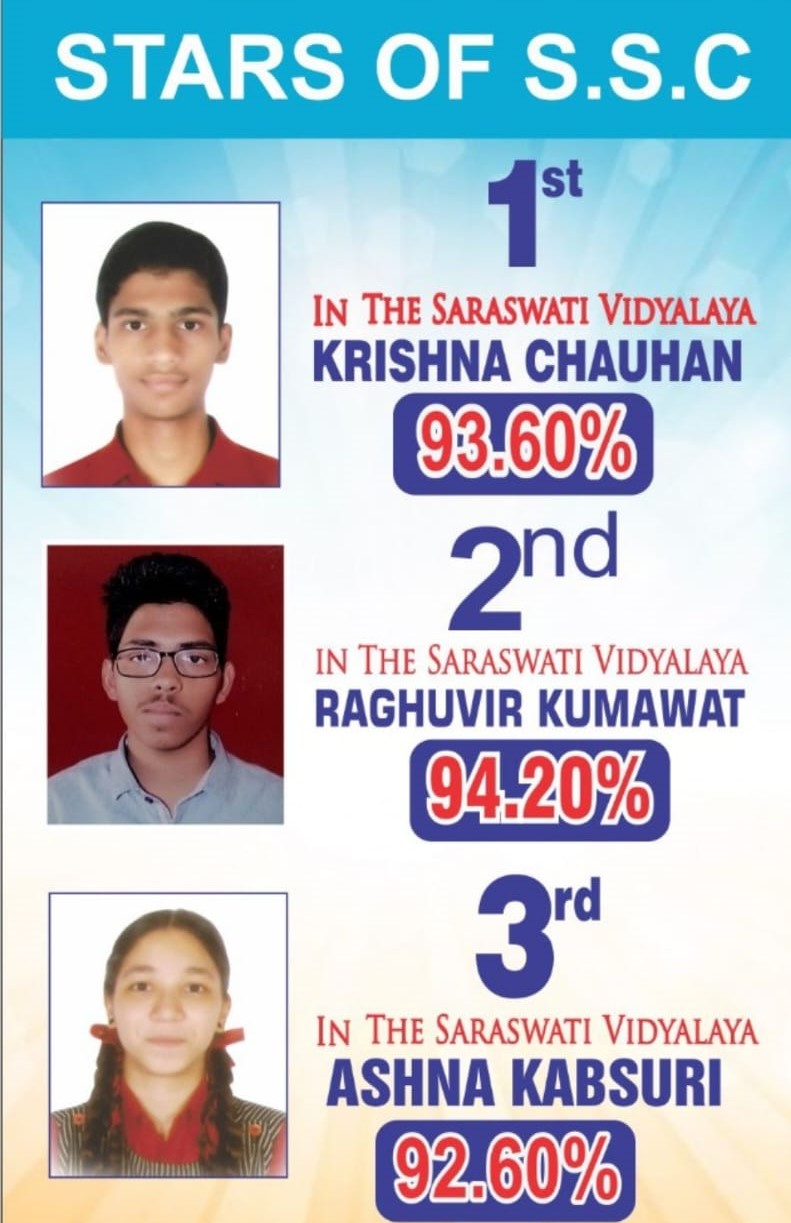 STARS OF S.S.C
1st
IN THE SARASWATI VIDYALAYA
KRISHNA CHAUHAN
93.60%
2nd
IN THE SARASWATI VIDYALAYA
RAGHUVIR KUMAWAT
94.20%
3rd
IN THE SARASWATI VIDYALAYA
ASHNA KABSURI
92.60%